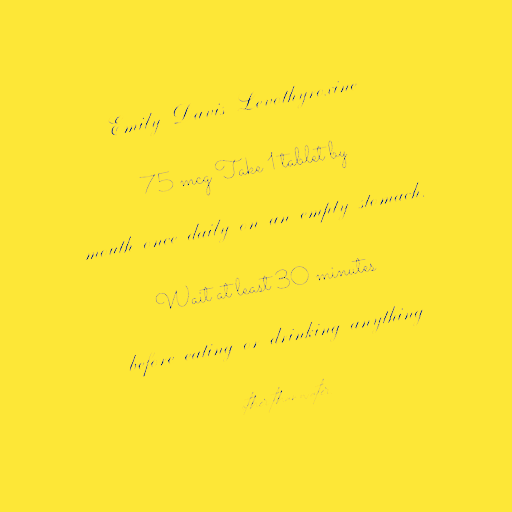 Emily Davis Levothyroxine
75 mcg Take 1 tablet by
mouth once daily on an empty stomach.
Wait at least 30 minutes
before eating or drinking anything